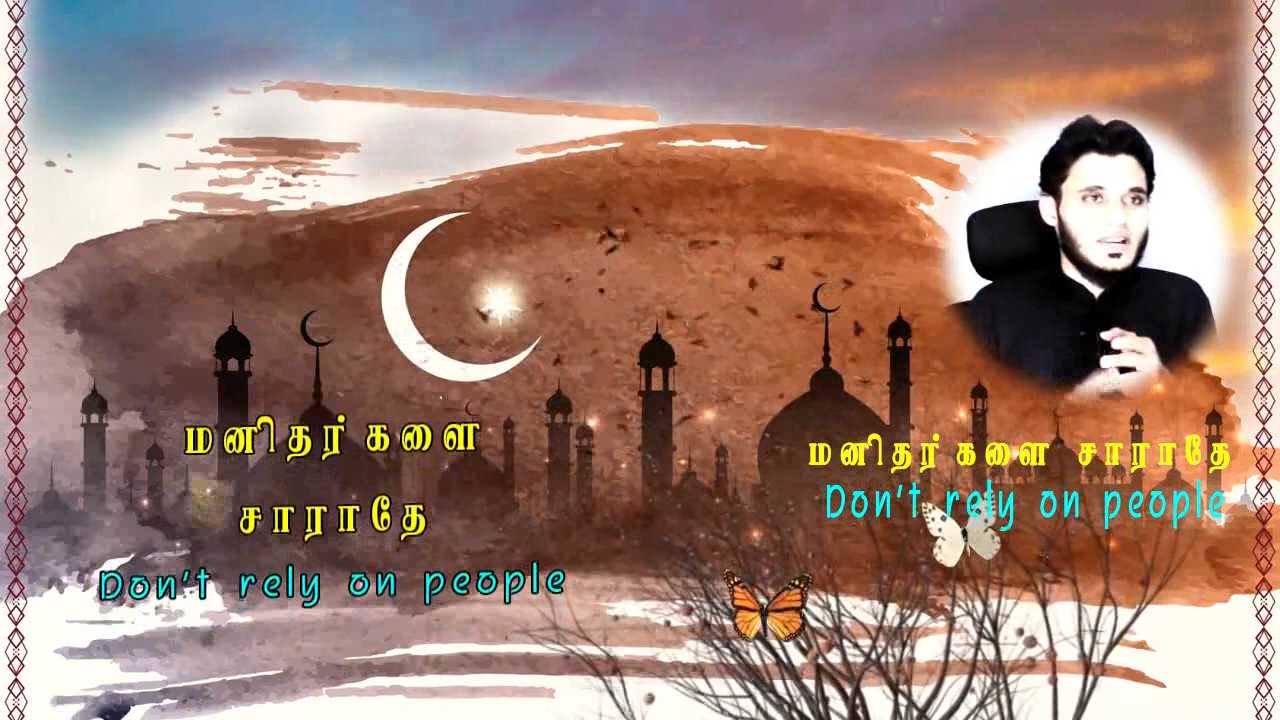 மனிதர்களை
சாராதே
Don't rely on people
மனிதர்களை சாராதே
Don't rely on people